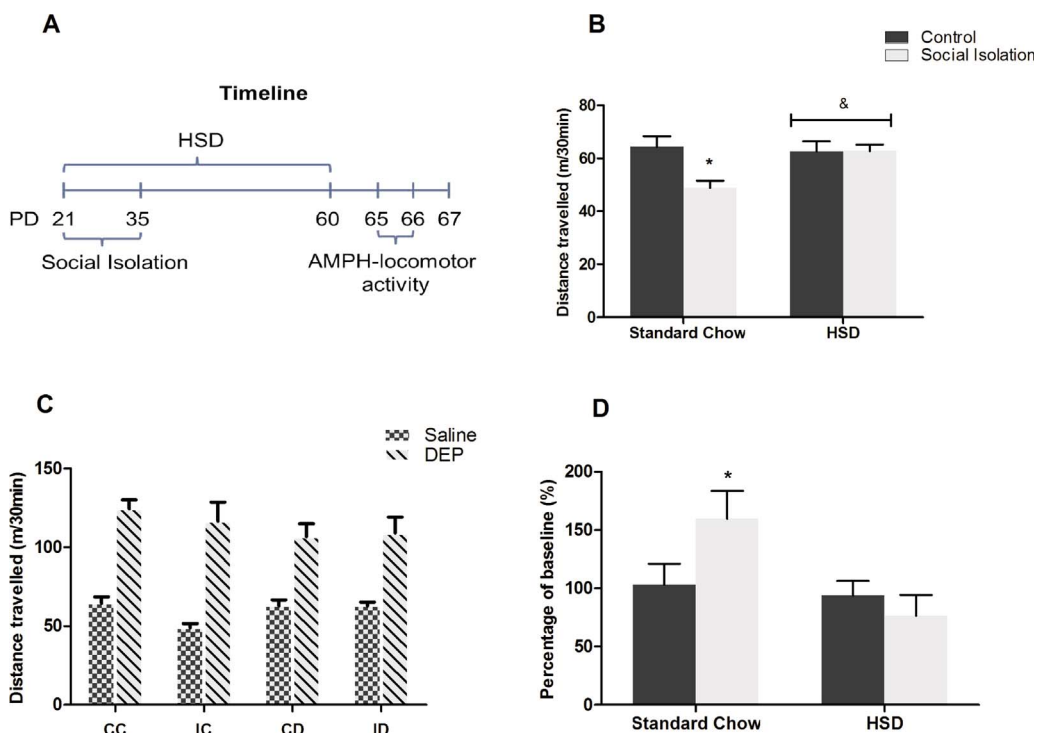 A
Timeline
HSD
PD 21 35 60 65 66 67
Social Isolation
AMPH-locomotor
activity
B
Control
Social Isolation
Distance travelled (m/30min)
80
60
40
20
0
*
&
Standard Chow HSD
C
Saline
DEP
Distance travelled (m/30min)
150
100
50
0
CC IC CD ID
D
Percentage of baseline (%)
200
150
100
50
0
*
Standard Chow HSD